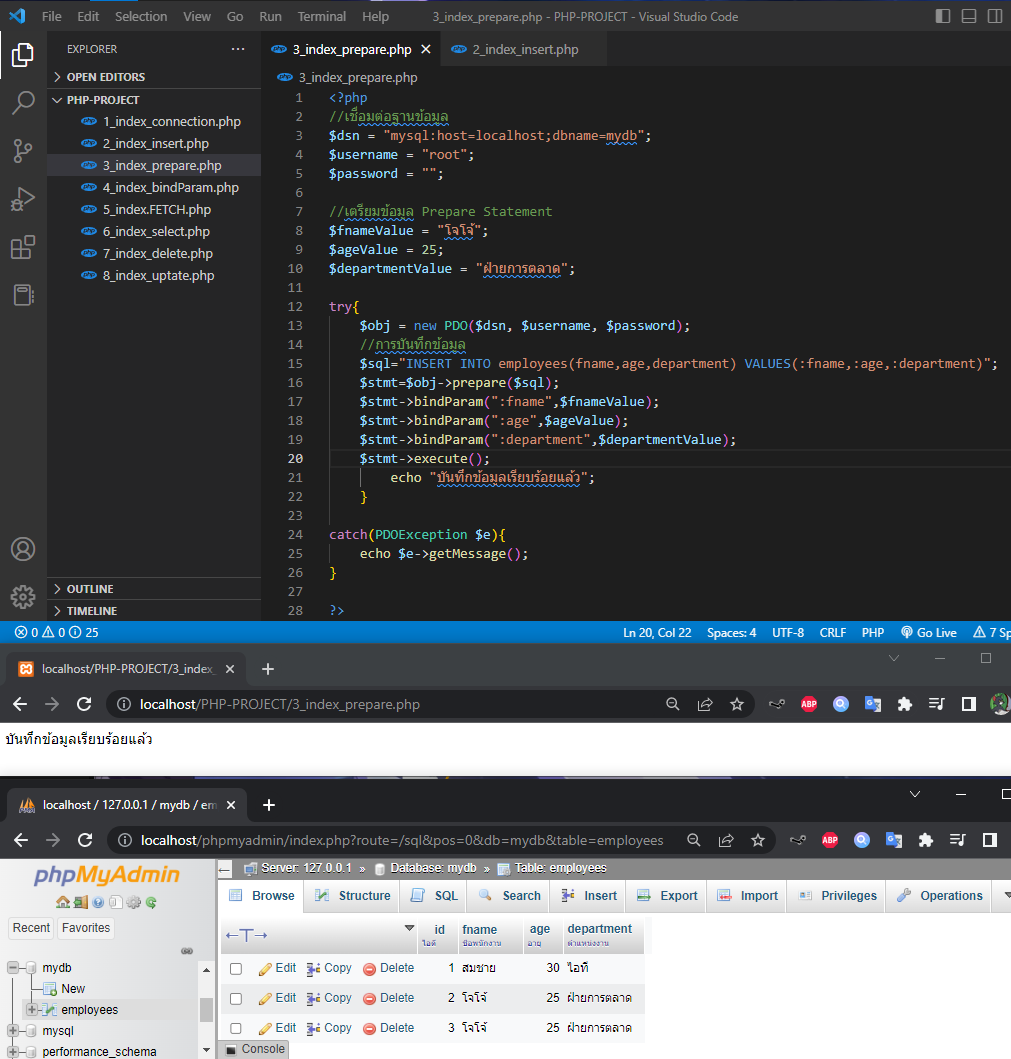 File Edit Selection View Go Run Terminal Help 3_index_prepare.php - PHP-PROJECT - Visual Studio Code
EXPLORER
OPEN EDITORS
PHP-PROJECT
1_index_connection.php
2_index_insert.php
3_index_prepare.php
4_index_bindParam.php
5_index.FETCH.php
6_index_select.php
7_index_delete.php
8_index_uptate.php
OUTLINE
TIMELINE
3_index_prepare.php 2_index_insert.php
3_index_prepare.php
1 <?php
2 //เชื่อมต่อฐานข้อมูล
3 $dsn = "mysql:host=localhost;dbname=mydb";
4 $username = "root";
5 $password = "";
6
7 //เตรียมข้อมูล Prepare Statement
8 $fnameValue = "โจโจ้";
9 $ageValue = 25;
10 $departmentValue = "ฝ่ายการตลาด";
11
12 try{
13 $obj = new PDO($dsn, $username, $password);
14 //การบันทึกข้อมูล
15 $sql="INSERT INTO employees(fname,age,department) VALUES(:fname,:age,:department)";
16 $stmt=$obj->prepare($sql);
17 $stmt->bindParam(":fname",$fnameValue);
18 $stmt->bindParam(":age",$ageValue);
19 $stmt->bindParam(":department",$departmentValue);
20 $stmt->execute();
21 echo "บันทึกข้อมูลเรียบร้อยแล้ว";
22 }
23
24 catch(PDOException $e){
25 echo $e->getMessage();
26 }
27
28 ?>
0 0 25 Ln 20, Col 22 Spaces: 4 UTF-8 CRLF PHP Go Live 7 Sp
localhost/PHP-PROJECT/3_index_
localhost/PHP-PROJECT/3_index_prepare.php ABP
บันทึกข้อมูลเรียบร้อยแล้ว
localhost / 127.0.0.1 / mydb / em
localhost/phpmyadmin/index.php?route=/sql&pos=0&db=mydb&table=employees ABP
phpMyAdmin
Recent Favorites
mydb
New
employees
mysql
performance_schema
Server: 127.0.0.1 » Database: mydb » Table: employees
Browse Structure SQL Search Insert Export Import Privileges Operations
id fname age department
ไอดี ชื่อพนักงาน อายุ ตำแหน่งงาน
Edit Copy Delete 1 สมชาย 30 ไอที
Edit Copy Delete 2 โจโจ้ 25 ฝ่ายการตลาด
Edit Copy Delete 3 โจโจ้ 25 ฝ่ายการตลาด
Console